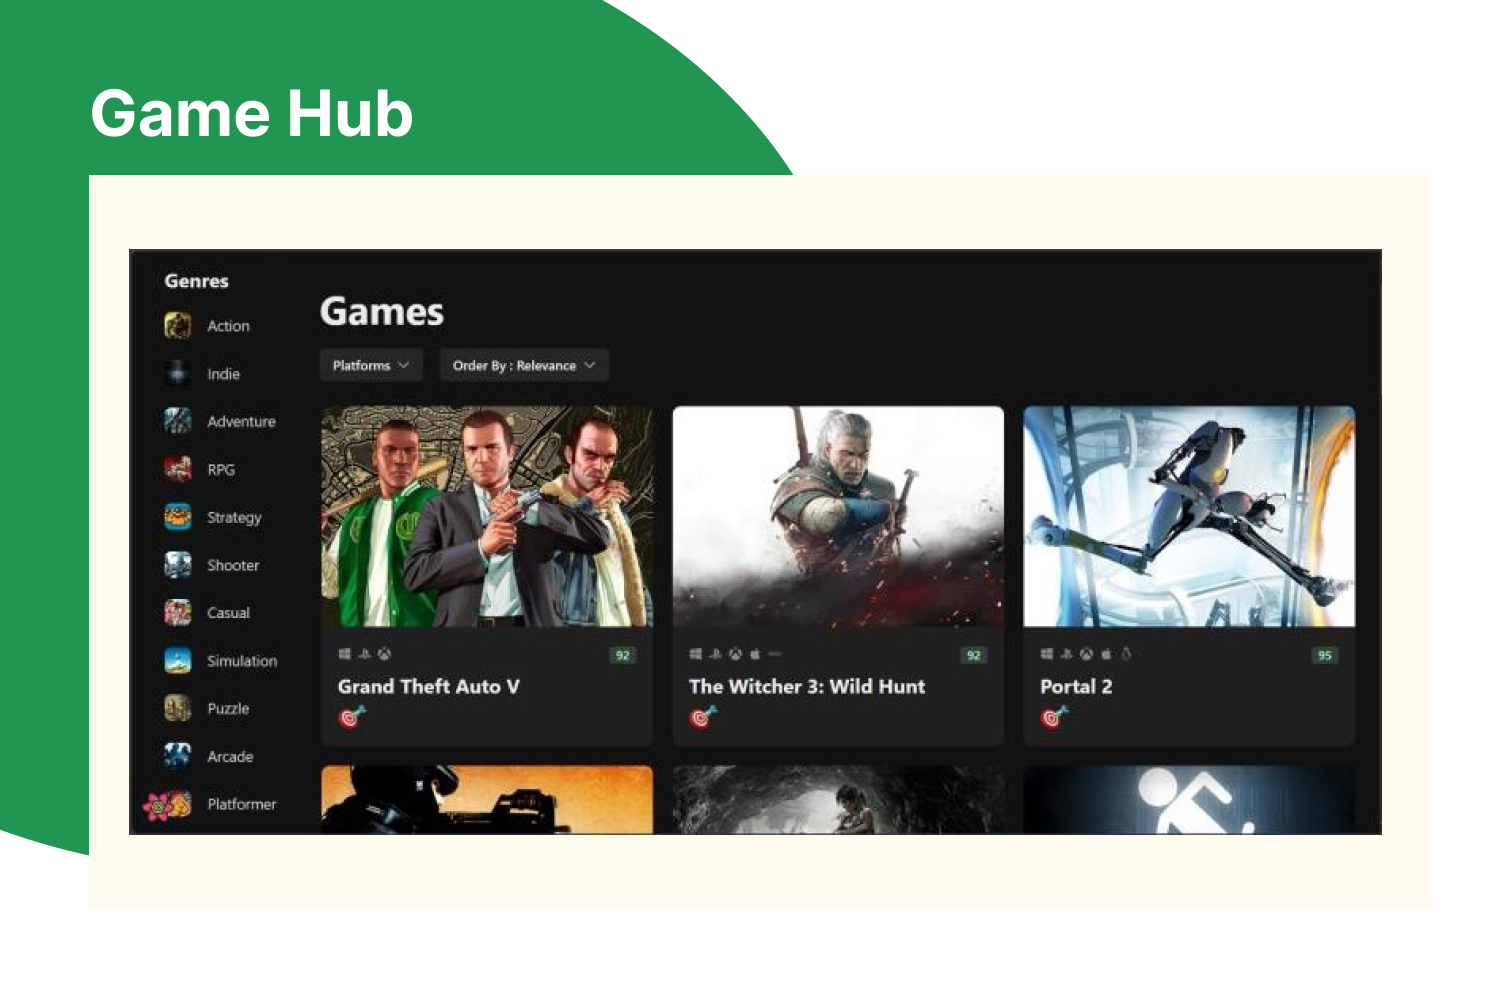 Game Hub
Genres
Action
Indie
Adventure
RPG
Strategy
Shooter
Casual
Simulation
Puzzle
Arcade
Platformer
Games
Platforms
Order By : Relevance
92
Grand Theft Auto V
92
The Witcher 3: Wild Hunt
95
Portal 2